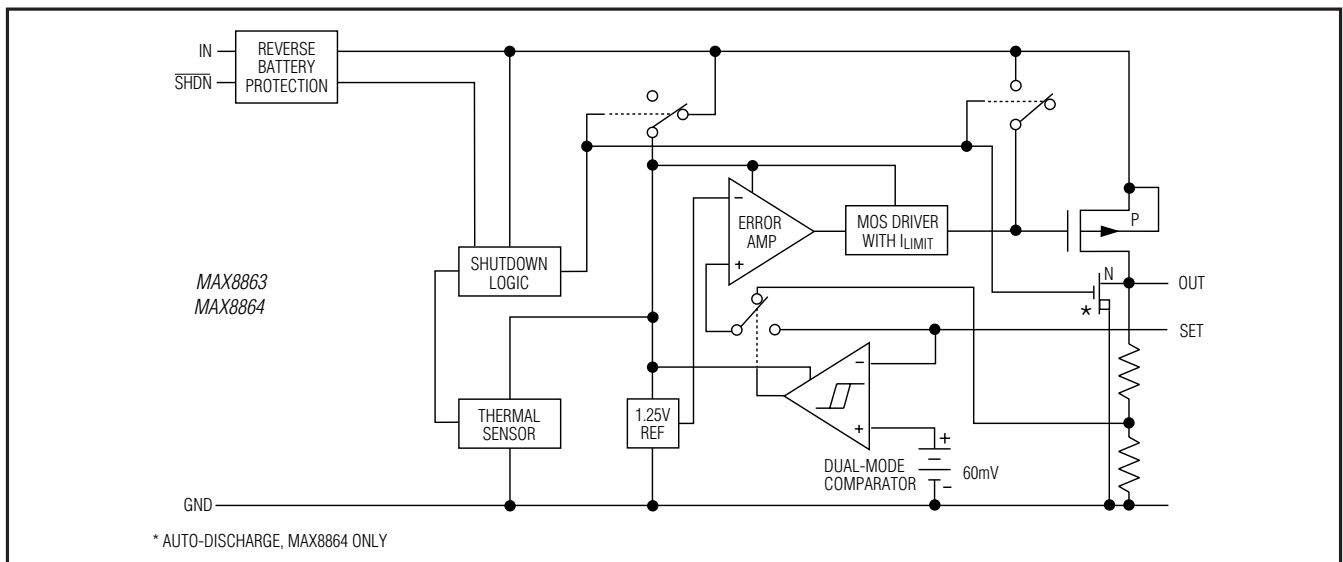 IN
SHDN
REVERSE
BATTERY
PROTECTION
P
ERROR
AMP
−
+
MOS DRIVER
WITH ILIMIT
MAX8863
MAX8864
SHUTDOWN
LOGIC
N
*
OUT
SET
THERMAL
SENSOR
1.25V
REF
−
+
DUAL-MODE
COMPARATOR
+
−
60mV
GND
* AUTO-DISCHARGE, MAX8864 ONLY